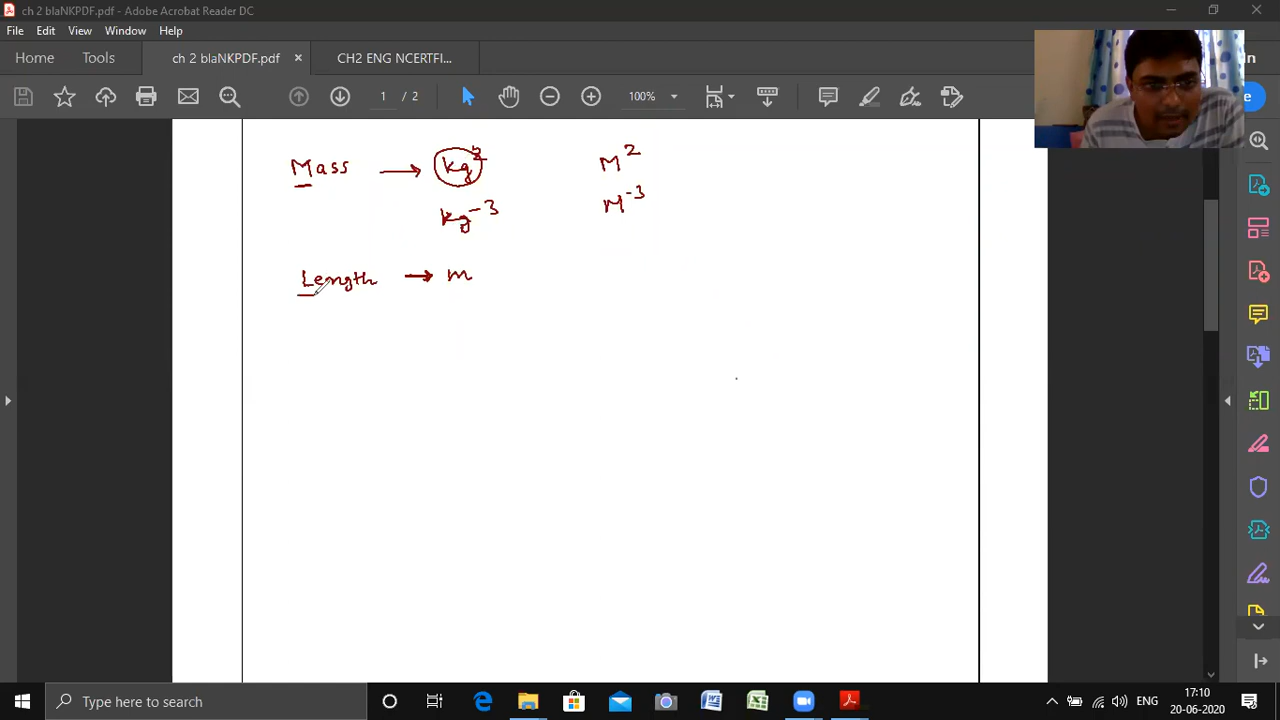 ch 2 blaNKPDF.pdf - Adobe Acrobat Reader DC
File Edit View Window Help
Home Tools ch 2 blaNKPDF.pdf × CH2 ENG NCERTFI... in
1 / 2 100%
Mass → kg² M²
kg⁻³ M⁻³
Length → m
Type here to search
ENG 17:10
20-06-2020